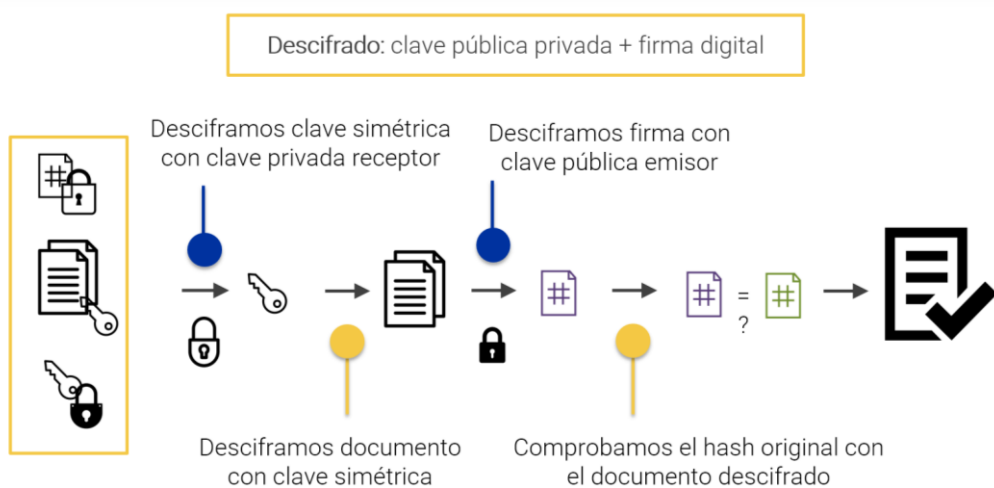 Descifrado: clave pública privada + firma digital
Desciframos clave simétrica
con clave privada receptor
Desciframos firma con
clave pública emisor
#
#
#
=
?
#
Desciframos documento
con clave simétrica
Comprobamos el hash original con
el documento descifrado